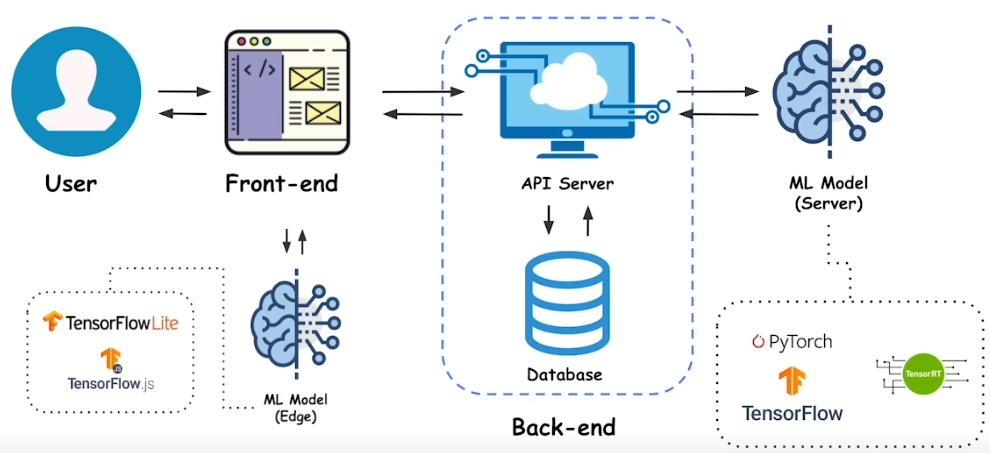 </>
User
Front-end
API Server
ML Model
(Server)
TensorFlow Lite
JS
TensorFlow.js
ML Model
(Edge)
Database
Back-end
PyTorch
TensorFlow
TensorRT